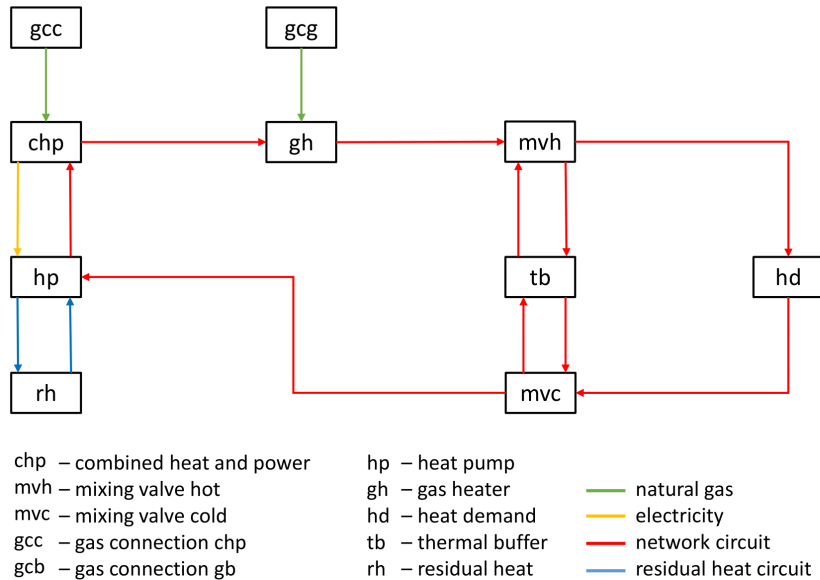 gcc gcg
chp gh mvh
hp tb hd
rh mvc
chp – combined heat and power hp – heat pump
mvh – mixing valve hot gh – gas heater natural gas
mvc – mixing valve cold hd – heat demand electricity
gcc – gas connection chp tb – thermal buffer network circuit
gcb – gas connection gb rh – residual heat residual heat circuit